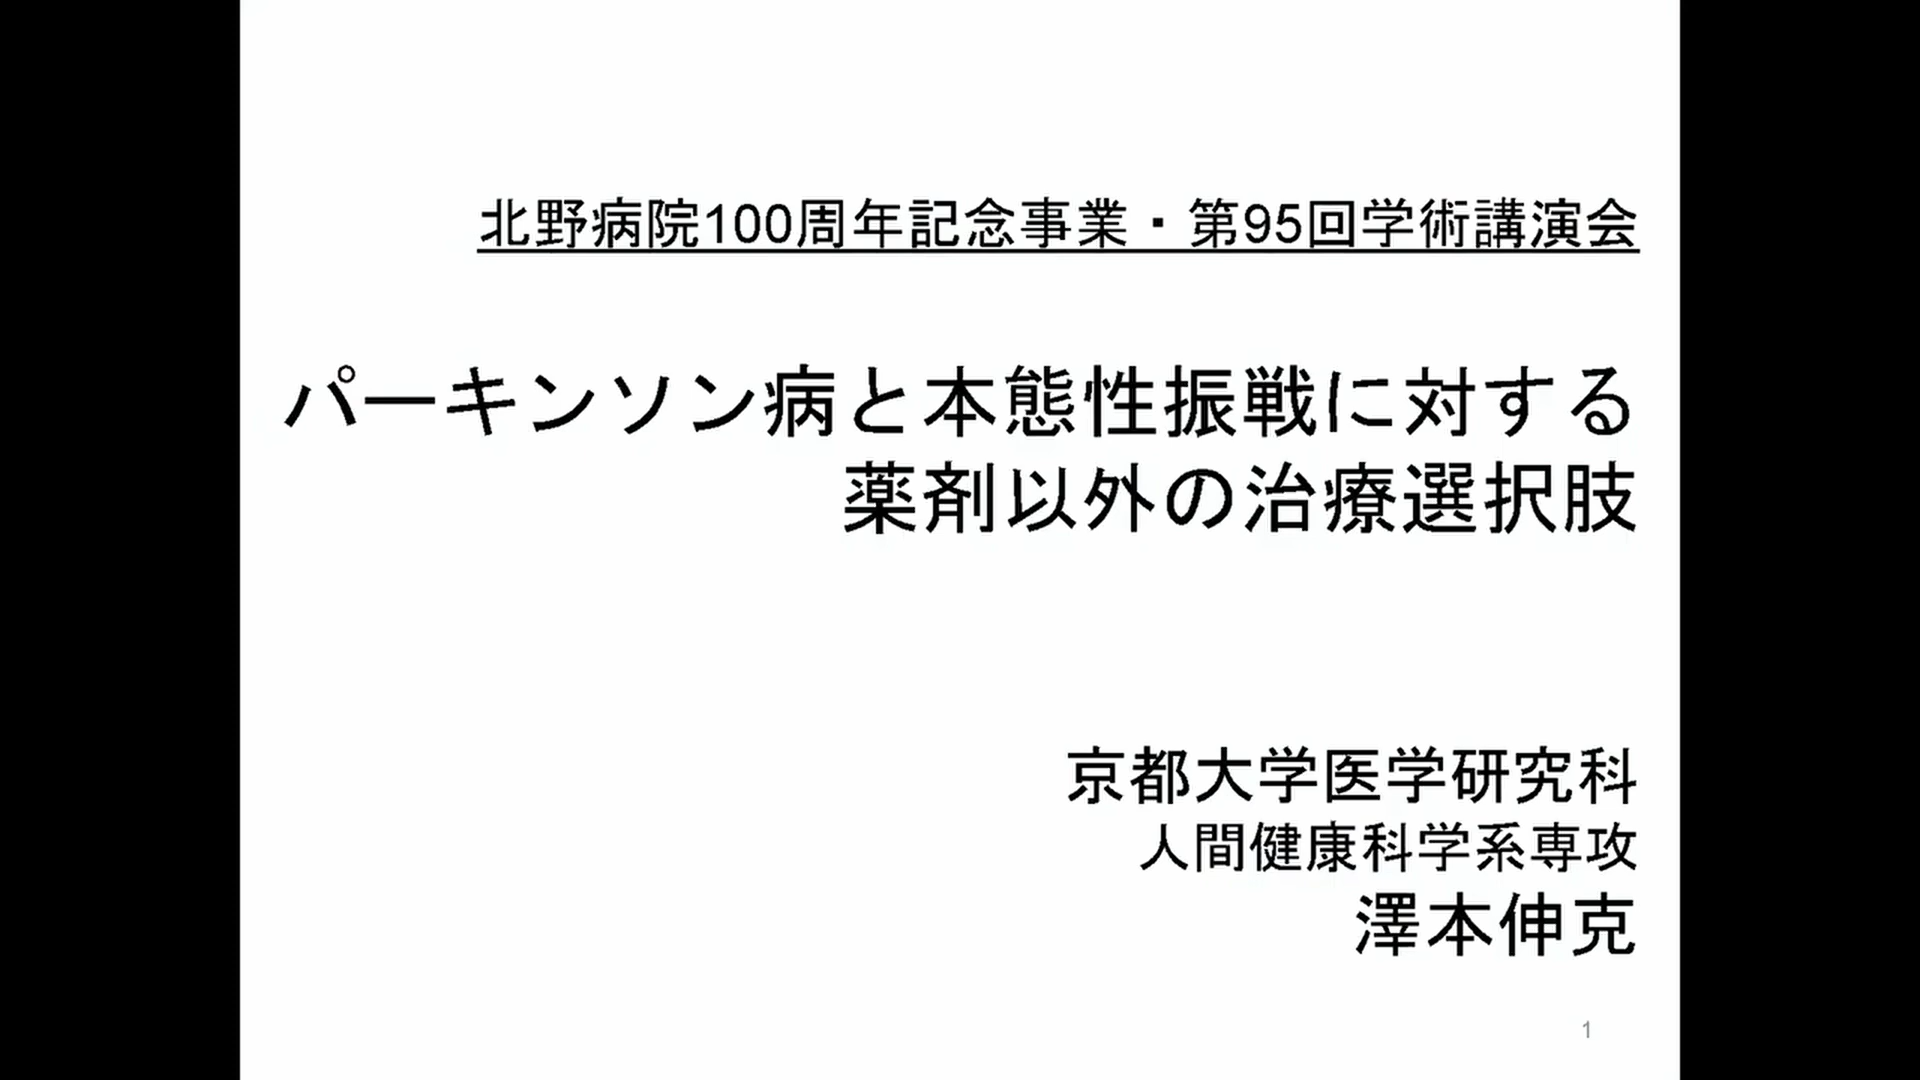 北野病院100周年記念事業・第95回学術講演会
パーキンソン病と本態性振戦に対する
薬剤以外の治療選択肢
京都大学医学研究科
人間健康科学系専攻
澤本伸克
1